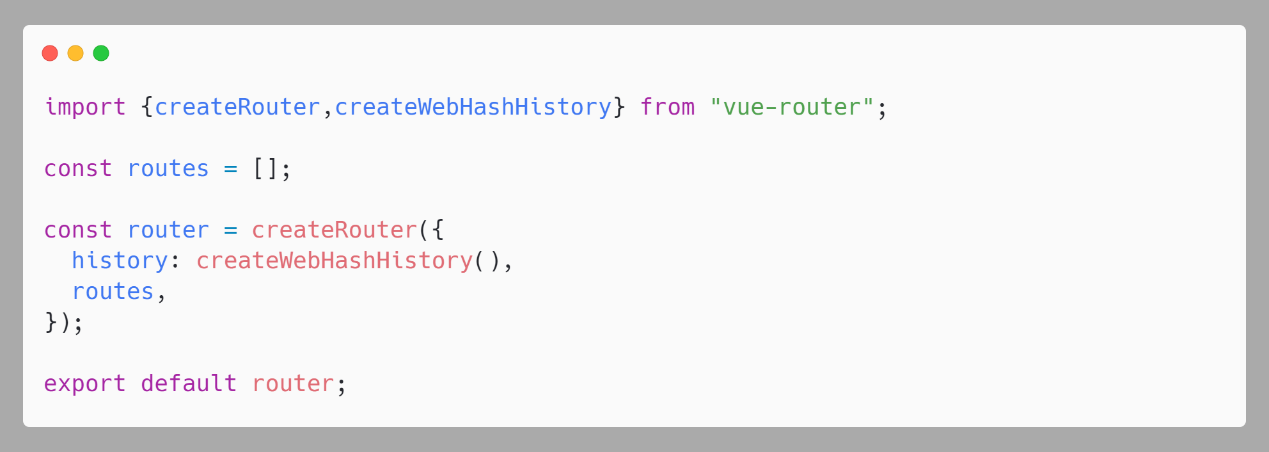 import {createRouter,createWebHashHistory} from "vue-router";

const routes = [];

const router = createRouter({
  history: createWebHashHistory(),
  routes,
});

export default router;